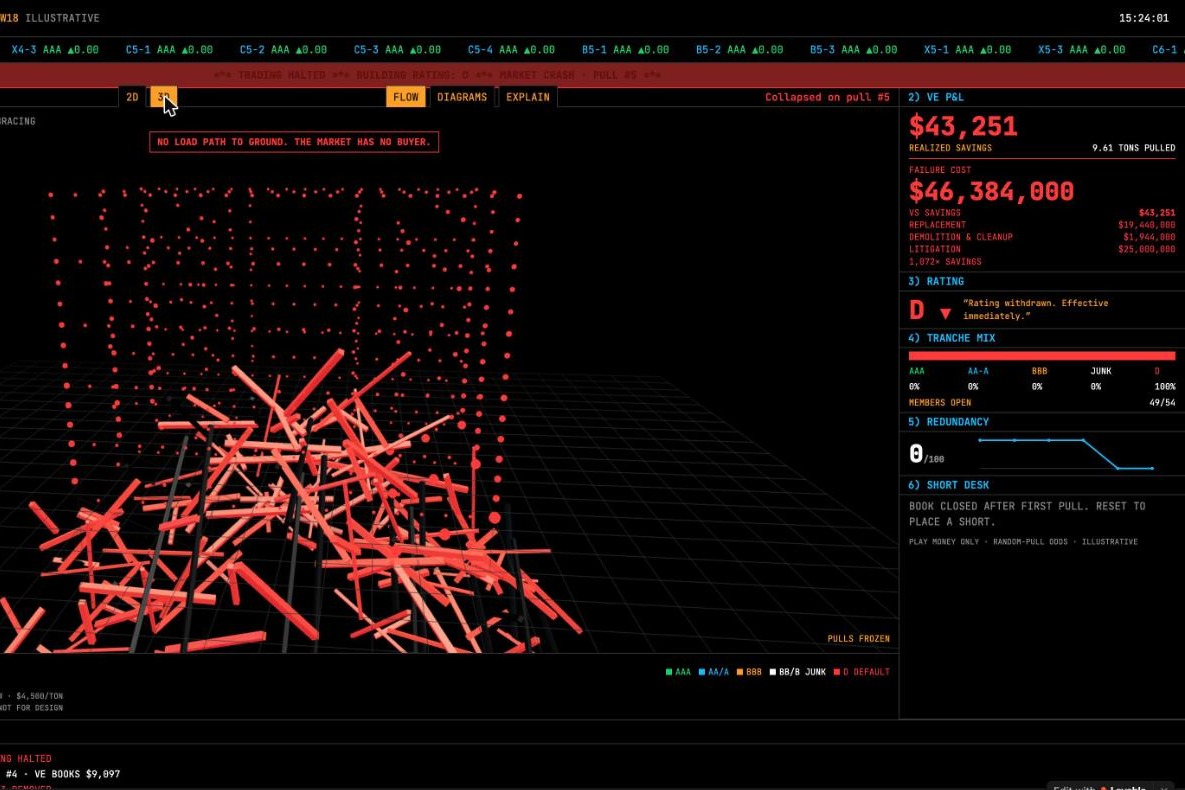 W18 ILLUSTRATIVE
15:24:01
X4-3 AAA ▲0.00 C5-1 AAA ▲0.00 C5-2 AAA ▲0.00 C5-3 AAA ▲0.00 C5-4 AAA ▲0.00 B5-1 AAA ▲0.00 B5-2 AAA ▲0.00 B5-3 AAA ▲0.00 X5-1 AAA ▲0.00 X5-3 AAA ▲0.00 C6-1
*** TRADING HALTED *** BUILDING RATING: D *** MARKET CRASH · PULL #5 ***
2D 3D FLOW DIAGRAMS EXPLAIN Collapsed on pull #5
RACING
NO LOAD PATH TO GROUND. THE MARKET HAS NO BUYER.
PULLS FROZEN
AAA AA/A BBB BB/B JUNK D DEFAULT
· $4,500/TON
NOT FOR DESIGN
2) VE P&L
$43,251
REALIZED SAVINGS 9.61 TONS PULLED
FAILURE COST
$46,384,000
VS SAVINGS $43,251
REPLACEMENT $19,440,000
DEMOLITION & CLEANUP $1,944,000
LITIGATION $25,000,000
1,072× SAVINGS
3) RATING
D ▼ "Rating withdrawn. Effective
immediately."
4) TRANCHE MIX
AAA AA-A BBB JUNK D
0% 0% 0% 0% 100%
MEMBERS OPEN 49/54
5) REDUNDANCY
0/100
6) SHORT DESK
BOOK CLOSED AFTER FIRST PULL. RESET TO
PLACE A SHORT.
PLAY MONEY ONLY · RANDOM-PULL ODDS · ILLUSTRATIVE
NG HALTED
#4 · VE BOOKS $9,097
REMOVED
Edit with Lovable